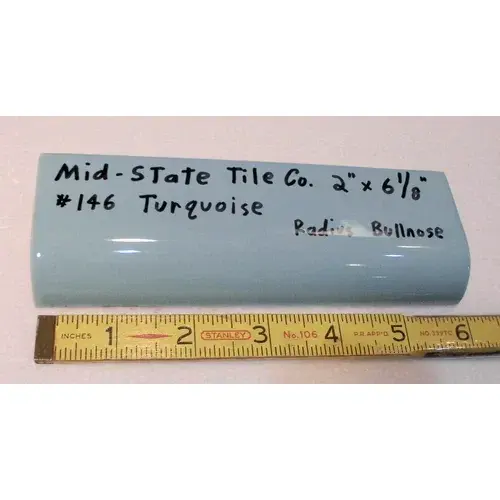 Mid-State Tile Co. 2" x 6 1/8"
#146 Turquoise
Radius Bullnose
INCHES 1 2 STANLEY 3 No.106 4 P.R.APP'D. 5 6